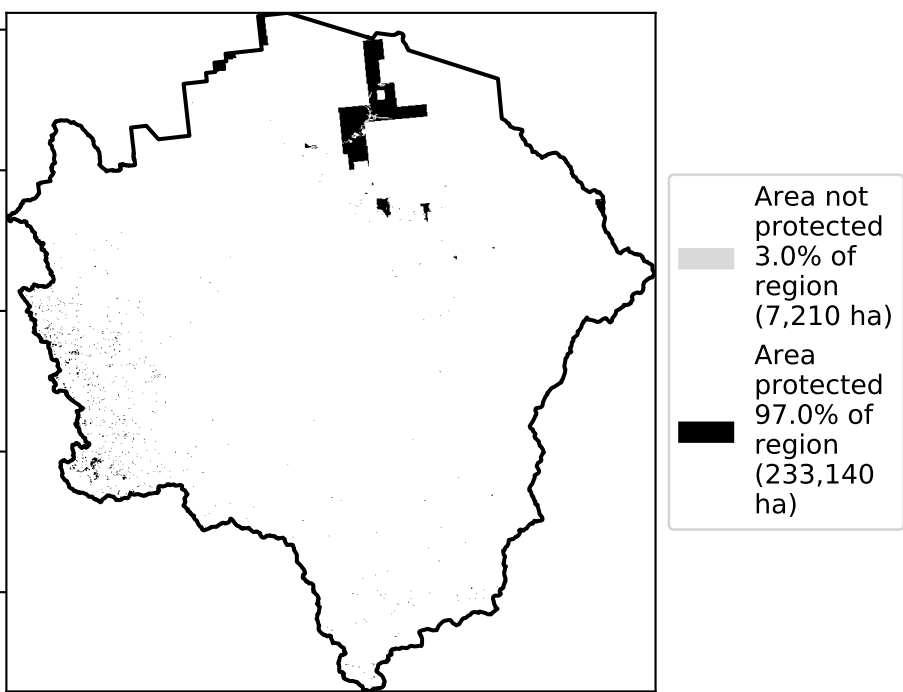 Area not
protected
3.0% of
region
(7,210 ha)
Area
protected
97.0% of
region
(233,140
ha)